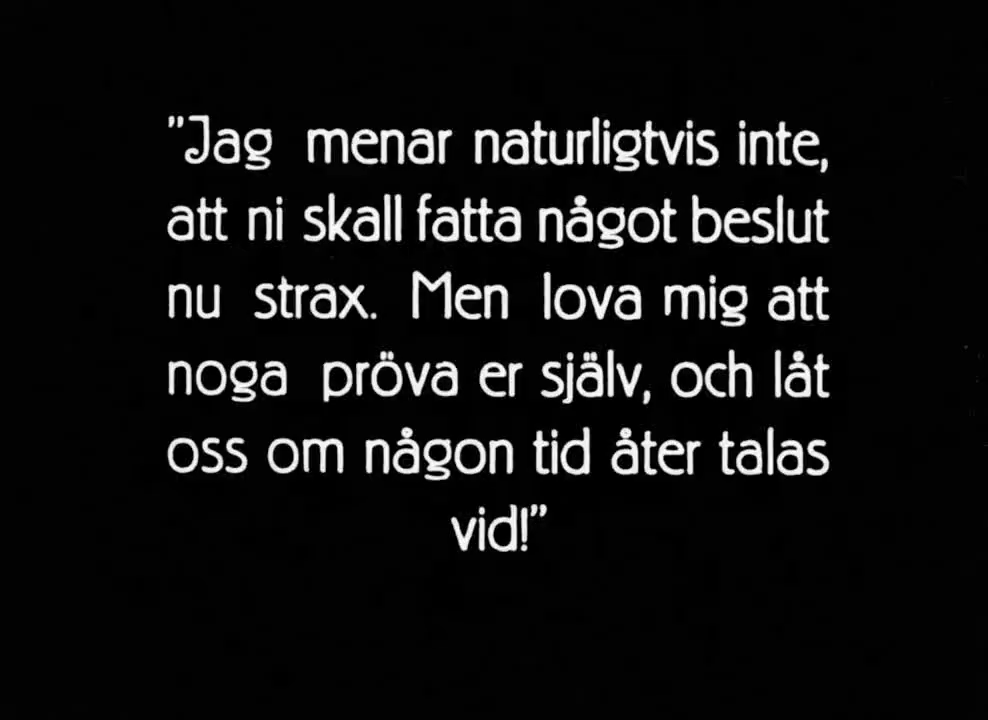 "Jag menar naturligtvis inte,
att ni skall fatta något beslut
nu strax. Men lova mig att
noga pröva er själv, och låt
oss om någon tid åter talas
vid!"